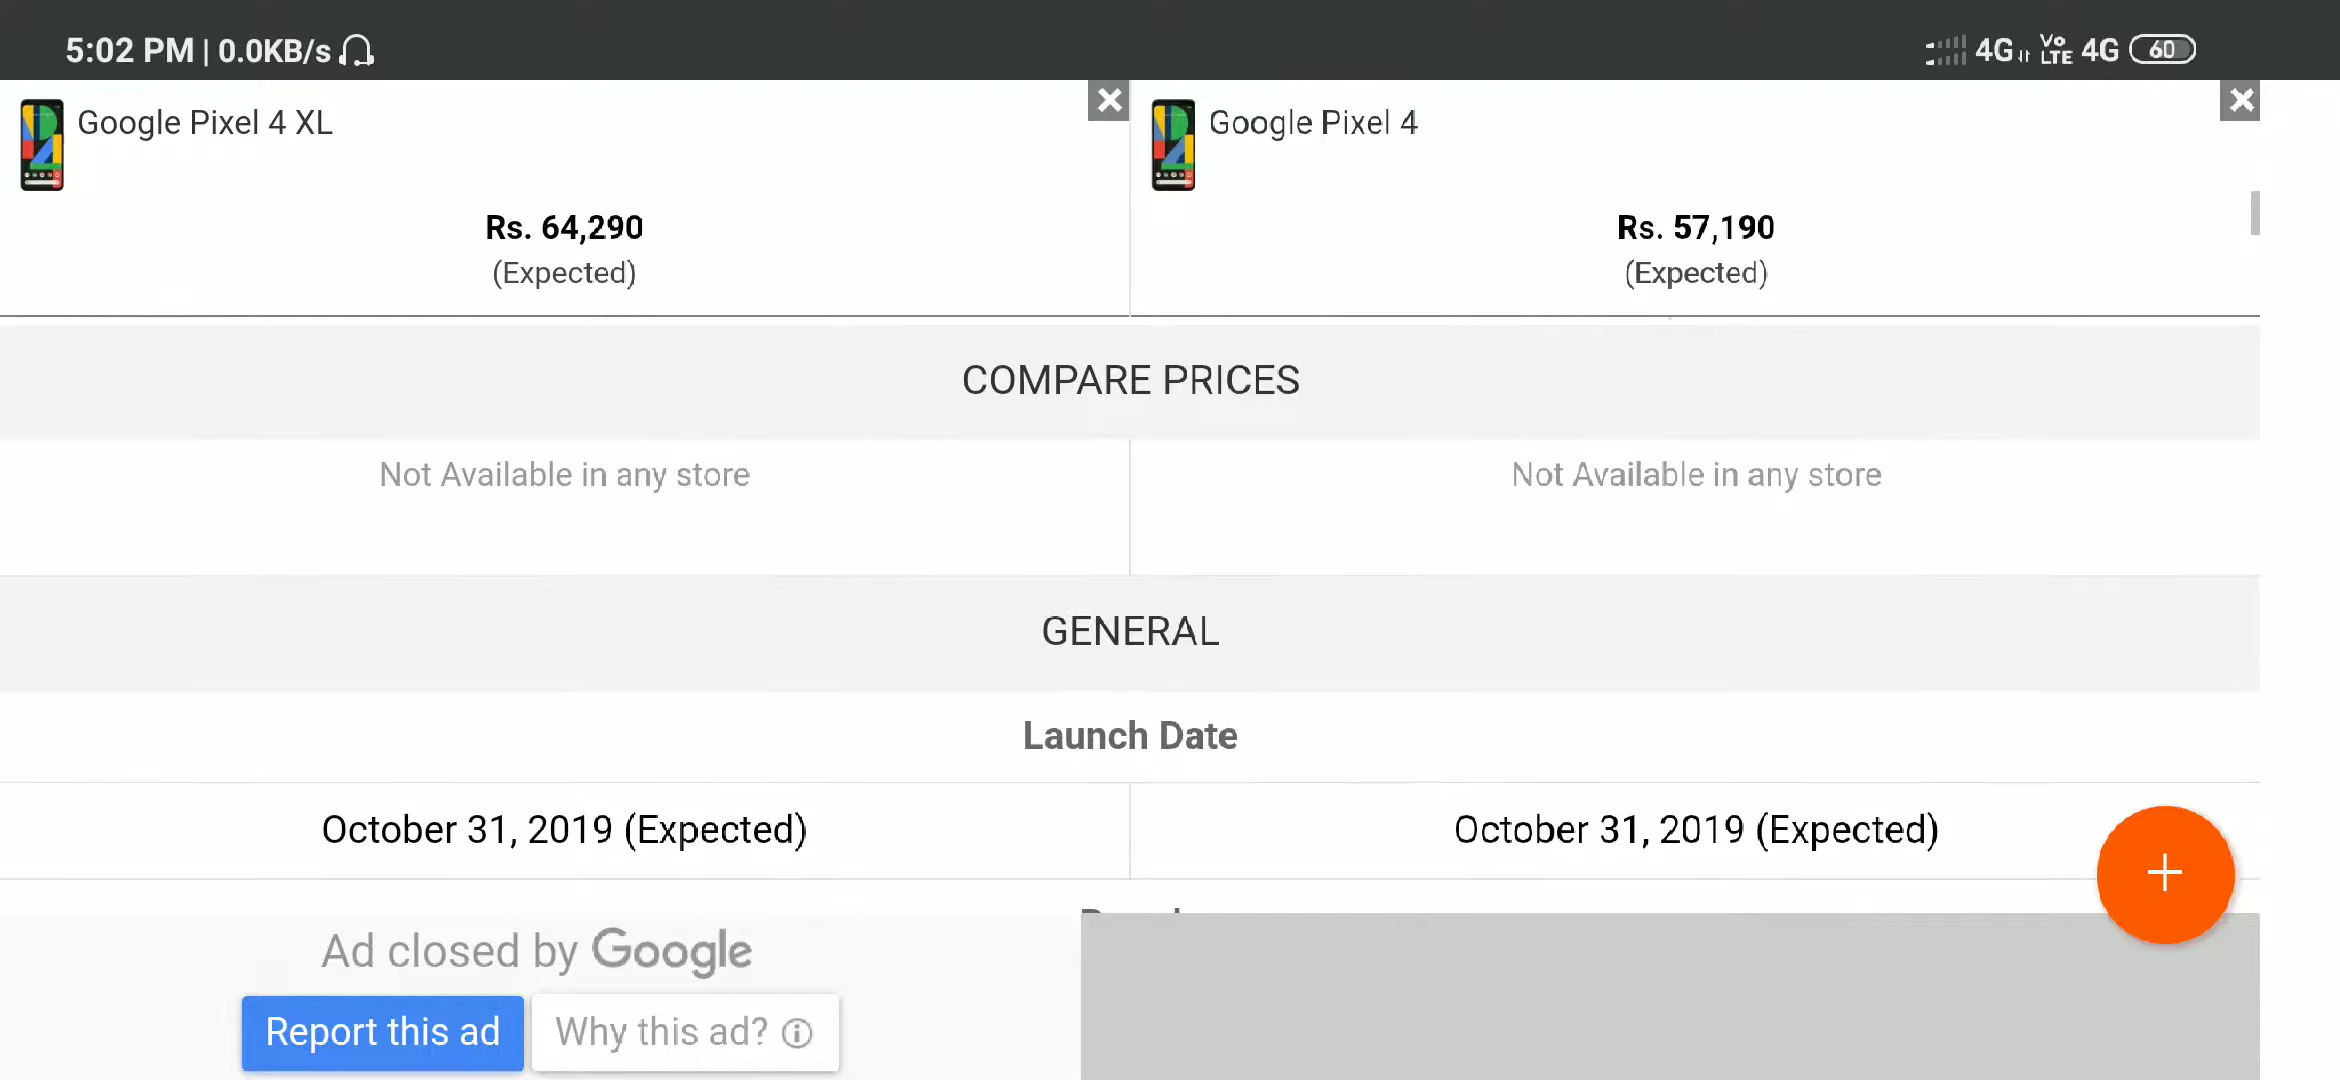 5:02 PM | 0.0KB/s 4G Vo LTE 4G 60
Google Pixel 4 XL
Google Pixel 4
Rs. 64,290
Rs. 57,190
(Expected)
(Expected)
COMPARE PRICES
Not Available in any store
Not Available in any store
GENERAL
Launch Date
October 31, 2019 (Expected)
October 31, 2019 (Expected)
Ad closed by Google
Report this ad
Why this ad?